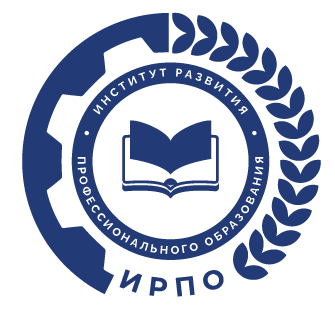 ИНСТИТУТ РАЗВИТИЯ
ПРОФЕССИОНАЛЬНОГО ОБРАЗОВАНИЯ
ИРПО